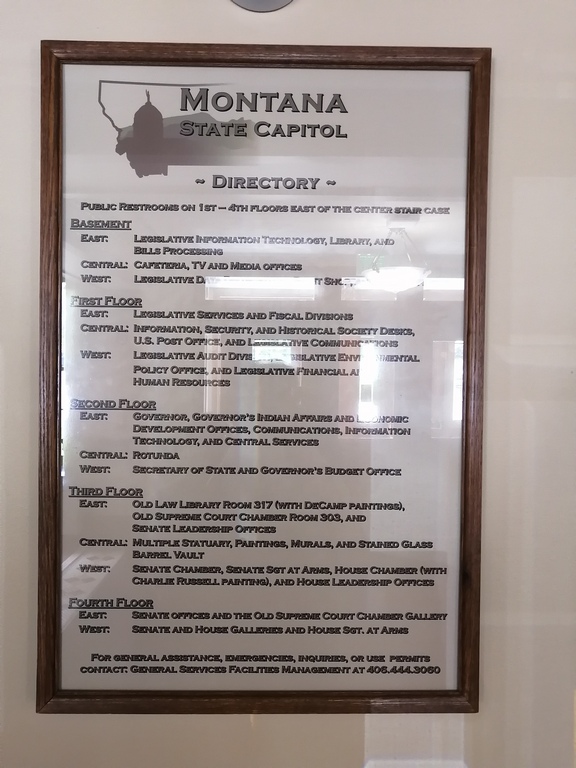 MONTANA
STATE CAPITOL
~ DIRECTORY ~
PUBLIC RESTROOMS ON 1ST – 4TH FLOORS EAST OF THE CENTER STAIR CASE
BASEMENT
EAST: LEGISLATIVE INFORMATION TECHNOLOGY, LIBRARY, AND
BILLS PROCESSING
CENTRAL: CAFETERIA, TV AND MEDIA OFFICES
WEST: LEGISLATIVE
FIRST FLOOR
EAST: LEGISLATIVE SERVICES AND FISCAL DIVISIONS
CENTRAL: INFORMATION, SECURITY, AND HISTORICAL SOCIETY DESKS,
U.S. POST OFFICE, AND LEGISLATIVE COMMUNICATIONS
WEST: LEGISLATIVE AUDIT DIVISION, LEGISLATIVE ENVIRONMENTAL
POLICY OFFICE, AND LEGISLATIVE FINANCIAL AND
HUMAN RESOURCES
SECOND FLOOR
EAST: GOVERNOR, GOVERNOR'S INDIAN AFFAIRS AND ECONOMIC
DEVELOPMENT OFFICES, COMMUNICATIONS, INFORMATION
TECHNOLOGY, AND CENTRAL SERVICES
CENTRAL: ROTUNDA
WEST: SECRETARY OF STATE AND GOVERNOR'S BUDGET OFFICE
THIRD FLOOR
EAST: OLD LAW LIBRARY ROOM 317 (WITH DECAMP PAINTINGS),
OLD SUPREME COURT CHAMBER ROOM 303, AND
SENATE LEADERSHIP OFFICES
CENTRAL: MULTIPLE STATUARY, PAINTINGS, MURALS, AND STAINED GLASS
BARREL VAULT
WEST: SENATE CHAMBER, SENATE SGT AT ARMS, HOUSE CHAMBER (WITH
CHARLIE RUSSELL PAINTING), AND HOUSE LEADERSHIP OFFICES
FOURTH FLOOR
EAST: SENATE OFFICES AND THE OLD SUPREME COURT CHAMBER GALLERY
WEST: SENATE AND HOUSE GALLERIES AND HOUSE SGT. AT ARMS
FOR GENERAL ASSISTANCE, EMERGENCIES, INQUIRIES, OR USE PERMITS
CONTACT: GENERAL SERVICES FACILITIES MANAGEMENT AT 406.444.3060